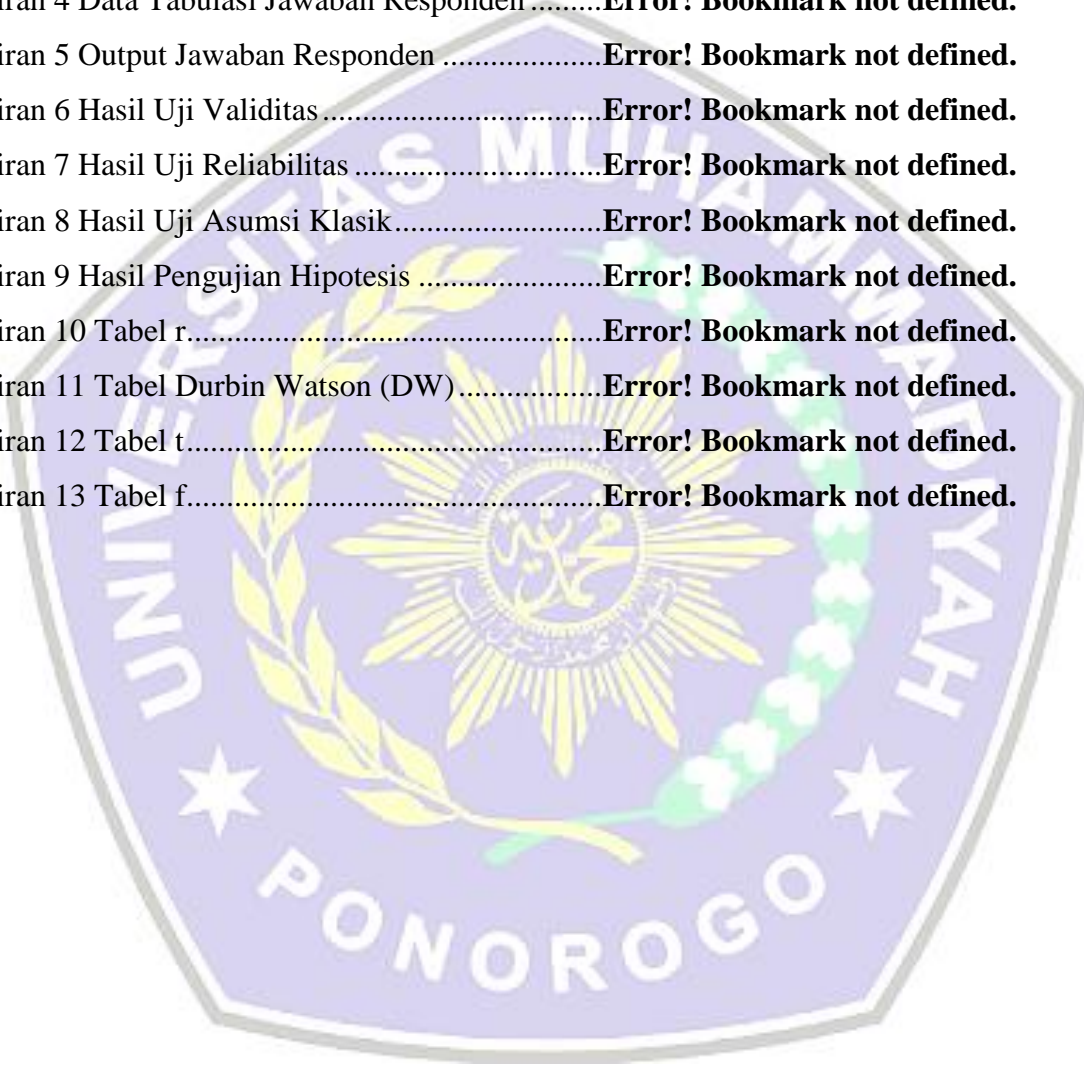 iran 4 Data Tabulasi Jawaban Responden .........Error! Bookmark not defined.
iran 5 Output Jawaban Responden ...................Error! Bookmark not defined.
iran 6 Hasil Uji Validitas.................................Error! Bookmark not defined.
iran 7 Hasil Uji Reliabilitas .............................Error! Bookmark not defined.
iran 8 Hasil Uji Asumsi Klasik.........................Error! Bookmark not defined.
iran 9 Hasil Pengujian Hipotesis ......................Error! Bookmark not defined.
iran 10 Tabel r.................................................Error! Bookmark not defined.
iran 11 Tabel Durbin Watson (DW).................Error! Bookmark not defined.
iran 12 Tabel t.................................................Error! Bookmark not defined.
iran 13 Tabel f.................................................Error! Bookmark not defined.
UNIVERSITAS MUHAMMADIYAH
PONOROGO